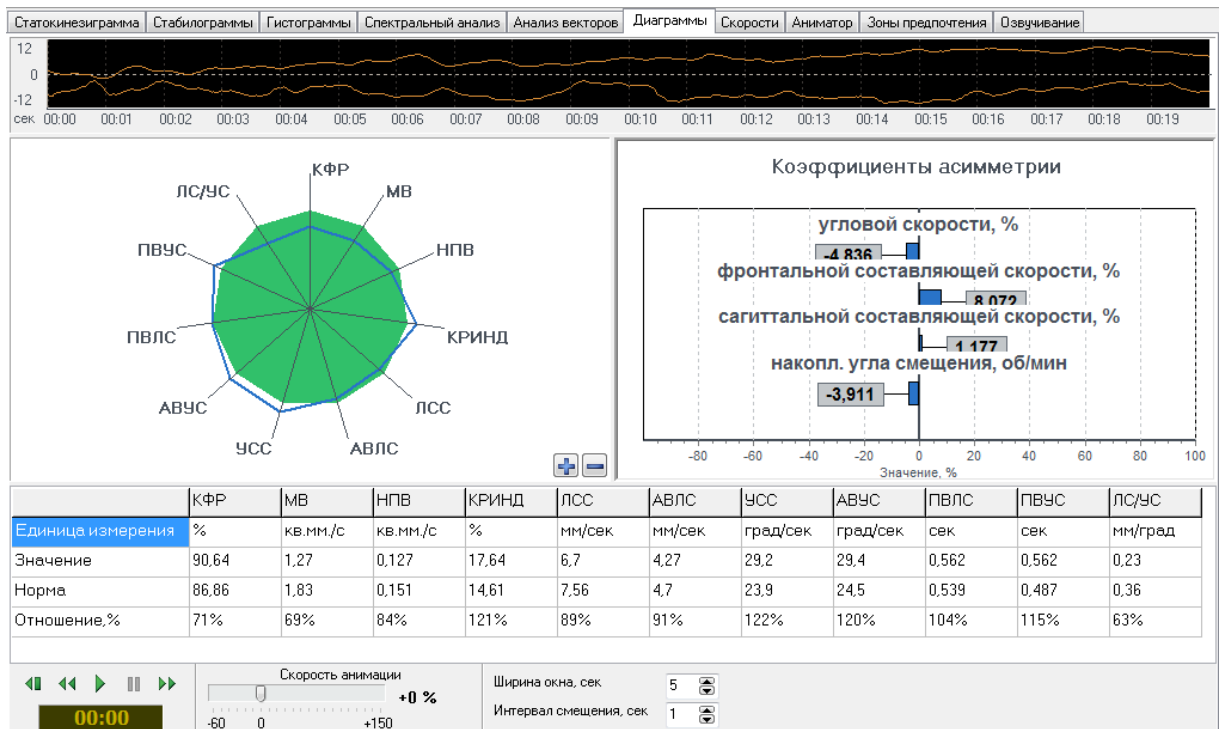 Статокинезиграмма Стабилограммы Гистограммы Спектральный анализ Анализ векторов Диаграммы Скорости Аниматор Зоны предпочтения Озвучивание
12
0
-12
сек 00:00 00:01 00:02 00:03 00:04 00:05 00:06 00:07 00:08 00:09 00:10 00:11 00:12 00:13 00:14 00:15 00:16 00:17 00:18 00:19
КФР
ЛС/УС МВ
ПВУС НПВ
ПВЛС КРИНД
АВУС ЛСС
УСС АВЛС
Коэффициенты асимметрии
угловой скорости, %
-4,836
фронтальной составляющей скорости, %
8,072
сагиттальной составляющей скорости, %
1,177
накопл. угла смещения, об/мин
-3,911
-80 -60 -40 -20 0 20 40 60 80 100
Значение, %
КФР МВ НПВ КРИНД ЛСС АВЛС УСС АВУС ПВЛС ПВУС ЛС/УС
Единица измерения % кв.мм./с кв.мм./с % мм/сек мм/сек град/сек град/сек сек сек мм/град
Значение 90,64 1,27 0,127 17,64 6,7 4,27 29,2 29,4 0,562 0,562 0,23
Норма 86,86 1,83 0,151 14,61 7,56 4,7 23,9 24,5 0,539 0,487 0,36
Отношение,% 71% 69% 84% 121% 89% 91% 122% 120% 104% 115% 63%
Скорость анимации
+0 %
-60 0 +150
00:00
Ширина окна, сек 5
Интервал смещения, сек 1